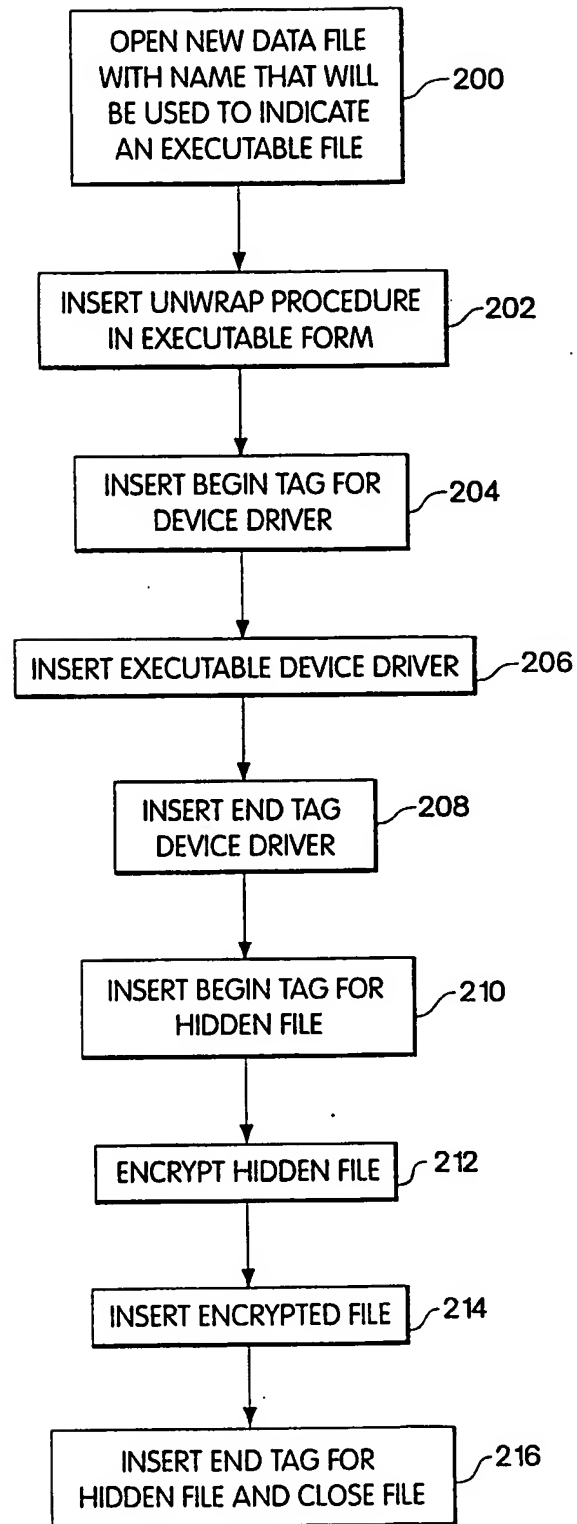 OPEN NEW DATA FILE
WITH NAME THAT WILL
BE USED TO INDICATE
AN EXECUTABLE FILE
200
INSERT UNWRAP PROCEDURE
IN EXECUTABLE FORM
202
INSERT BEGIN TAG FOR
DEVICE DRIVER
204
INSERT EXECUTABLE DEVICE DRIVER
206
INSERT END TAG
DEVICE DRIVER
208
INSERT BEGIN TAG FOR
HIDDEN FILE
210
ENCRYPT HIDDEN FILE
212
INSERT ENCRYPTED FILE
214
INSERT END TAG FOR
HIDDEN FILE AND CLOSE FILE
216